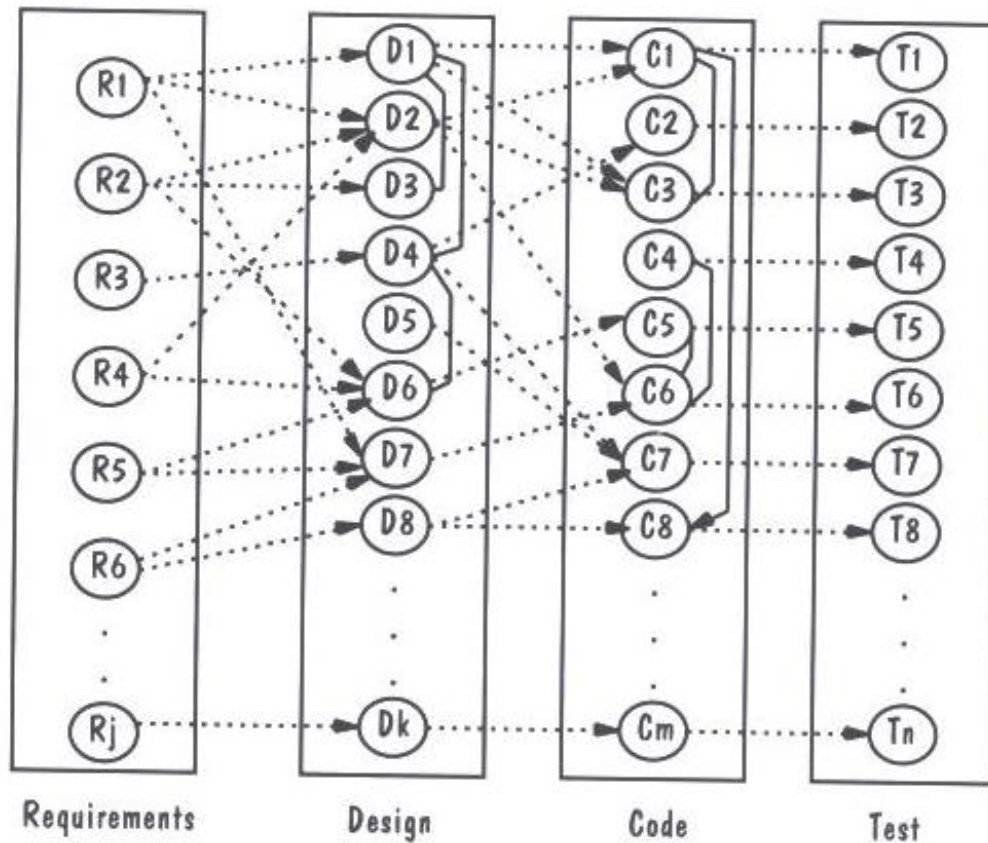 R1
R2
R3
R4
R5
R6
Rj
Requirements
D1
D2
D3
D4
D5
D6
D7
D8
Dk
Design
C1
C2
C3
C4
C5
C6
C7
C8
Cm
Code
T1
T2
T3
T4
T5
T6
T7
T8
Tn
Test